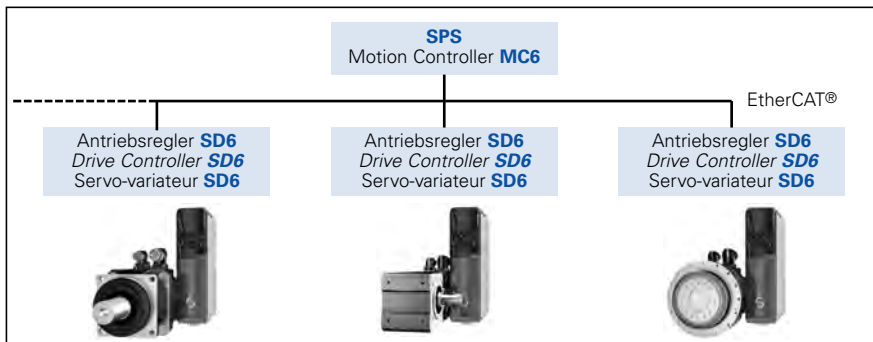 SPS
Motion Controller MC6
EtherCAT®
Antriebsregler SD6
Drive Controller SD6
Servo-variateur SD6
Antriebsregler SD6
Drive Controller SD6
Servo-variateur SD6
Antriebsregler SD6
Drive Controller SD6
Servo-variateur SD6